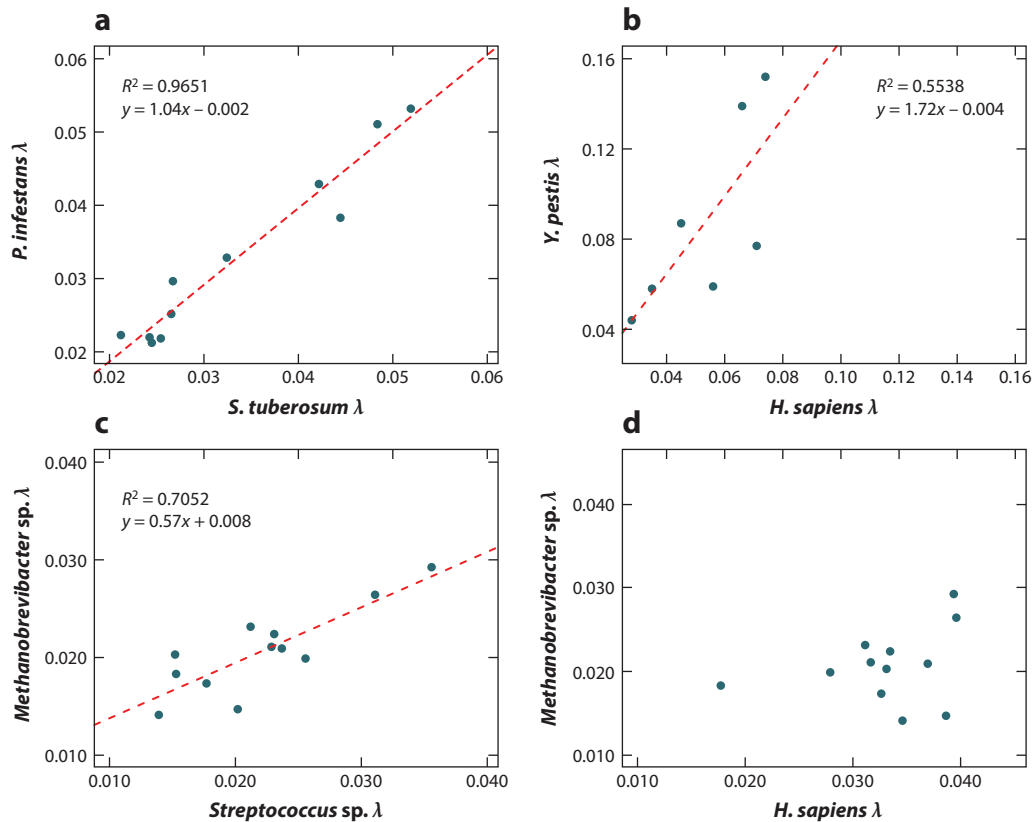 a
0.06
0.05
0.04
0.03
0.02
P. infestans λ
R² = 0.9651
y = 1.04x – 0.002
0.02 0.03 0.04 0.05 0.06
S. tuberosum λ
b
0.16
0.12
0.08
0.04
Y. pestis λ
R² = 0.5538
y = 1.72x – 0.004
0.04 0.06 0.08 0.10 0.12 0.14 0.16
H. sapiens λ
c
0.040
0.030
0.020
0.010
Methanobrevibacter sp. λ
R² = 0.7052
y = 0.57x + 0.008
0.010 0.020 0.030 0.040
Streptococcus sp. λ
d
0.040
0.030
0.020
0.010
Methanobrevibacter sp. λ
0.010 0.020 0.030 0.040
H. sapiens λ